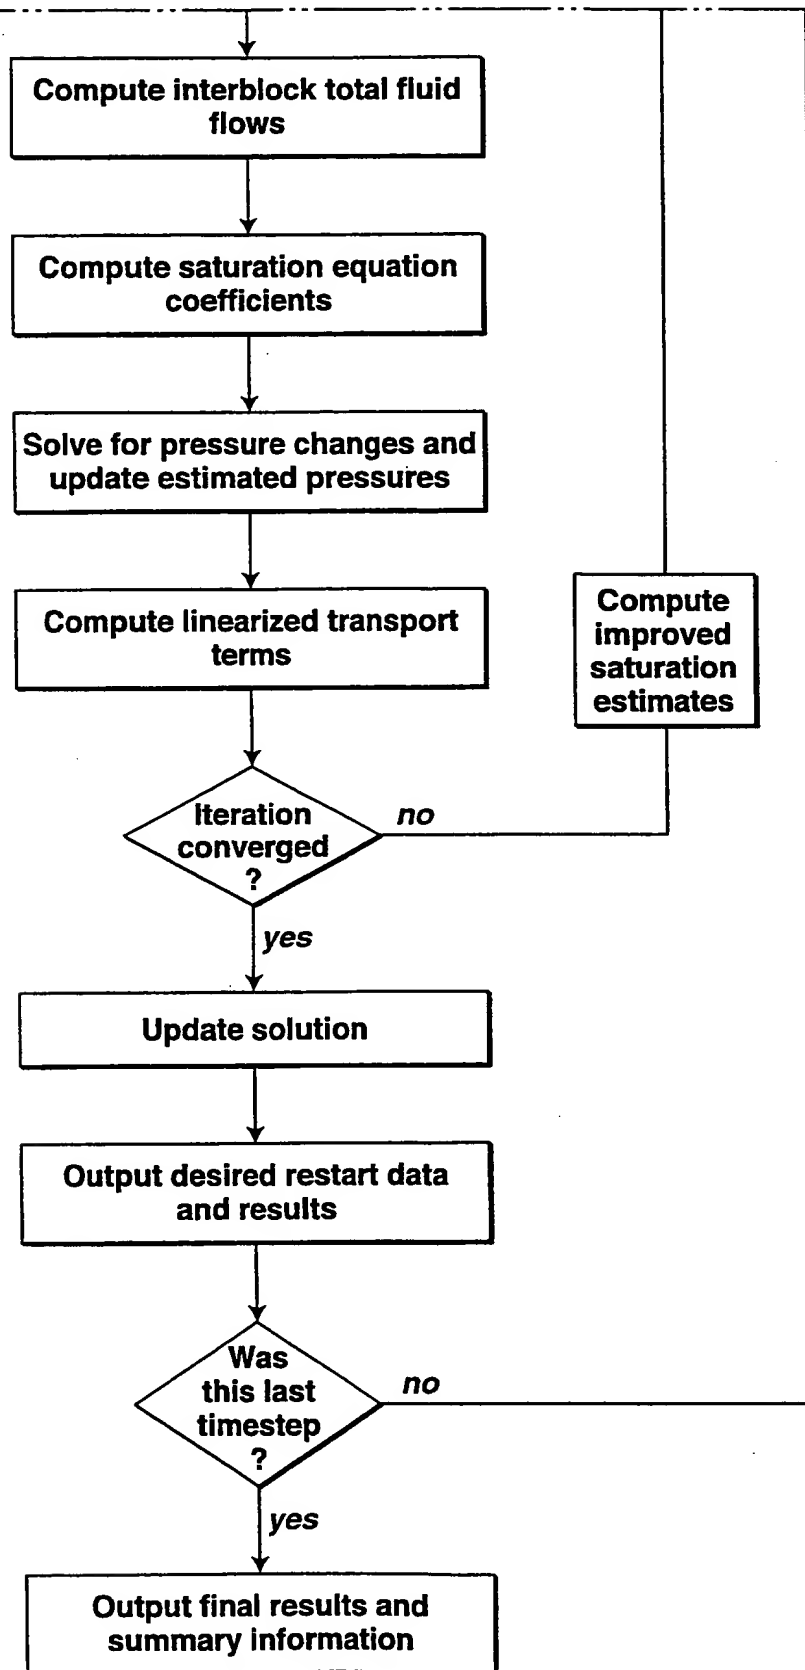 Compute interblock total fluid
flows
Compute saturation equation
coefficients
Solve for pressure changes and
update estimated pressures
Compute linearized transport
terms
Compute
improved
saturation
estimates
Iteration
converged
?
no
yes
Update solution
Output desired restart data
and results
Was
this last
timestep
?
no
yes
Output final results and
summary information